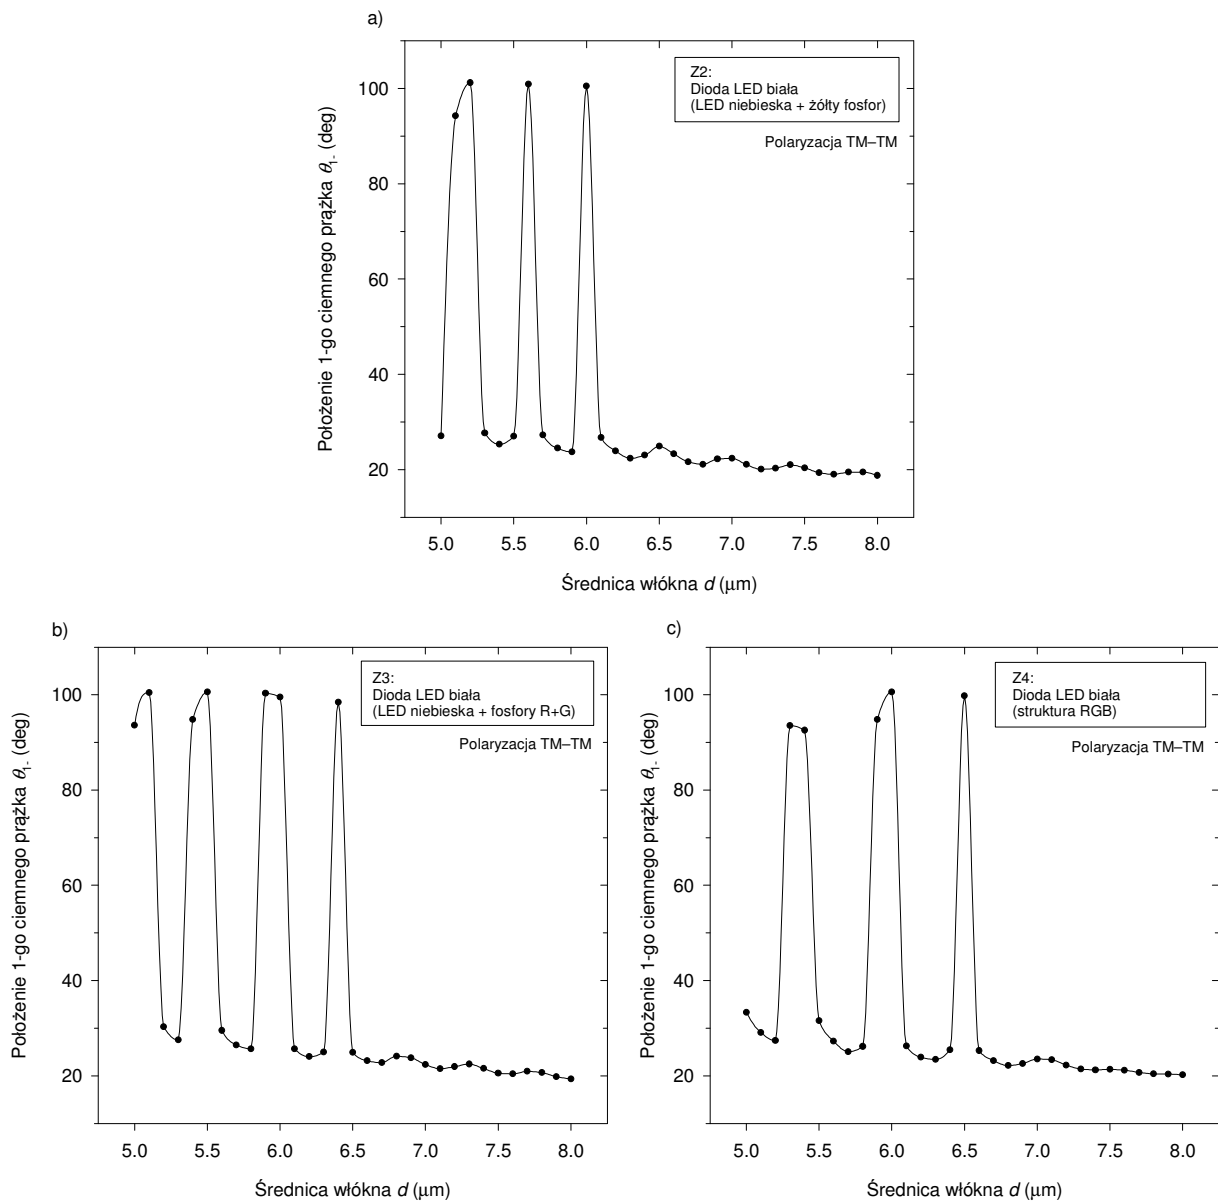 a)
Z2:
Dioda LED biała
(LED niebieska + żółty fosfor)
Polaryzacja TM–TM
Położenie 1-go ciemnego prążka θ1- (deg)
100
80
60
40
20
5.0 5.5 6.0 6.5 7.0 7.5 8.0
Średnica włókna d (μm)
b)
Z3:
Dioda LED biała
(LED niebieska + fosfory R+G)
Polaryzacja TM–TM
Położenie 1-go ciemnego prążka θ1- (deg)
100
80
60
40
20
5.0 5.5 6.0 6.5 7.0 7.5 8.0
Średnica włókna d (μm)
c)
Z4:
Dioda LED biała
(struktura RGB)
Polaryzacja TM–TM
Położenie 1-go ciemnego prążka θ1- (deg)
100
80
60
40
20
5.0 5.5 6.0 6.5 7.0 7.5 8.0
Średnica włókna d (μm)